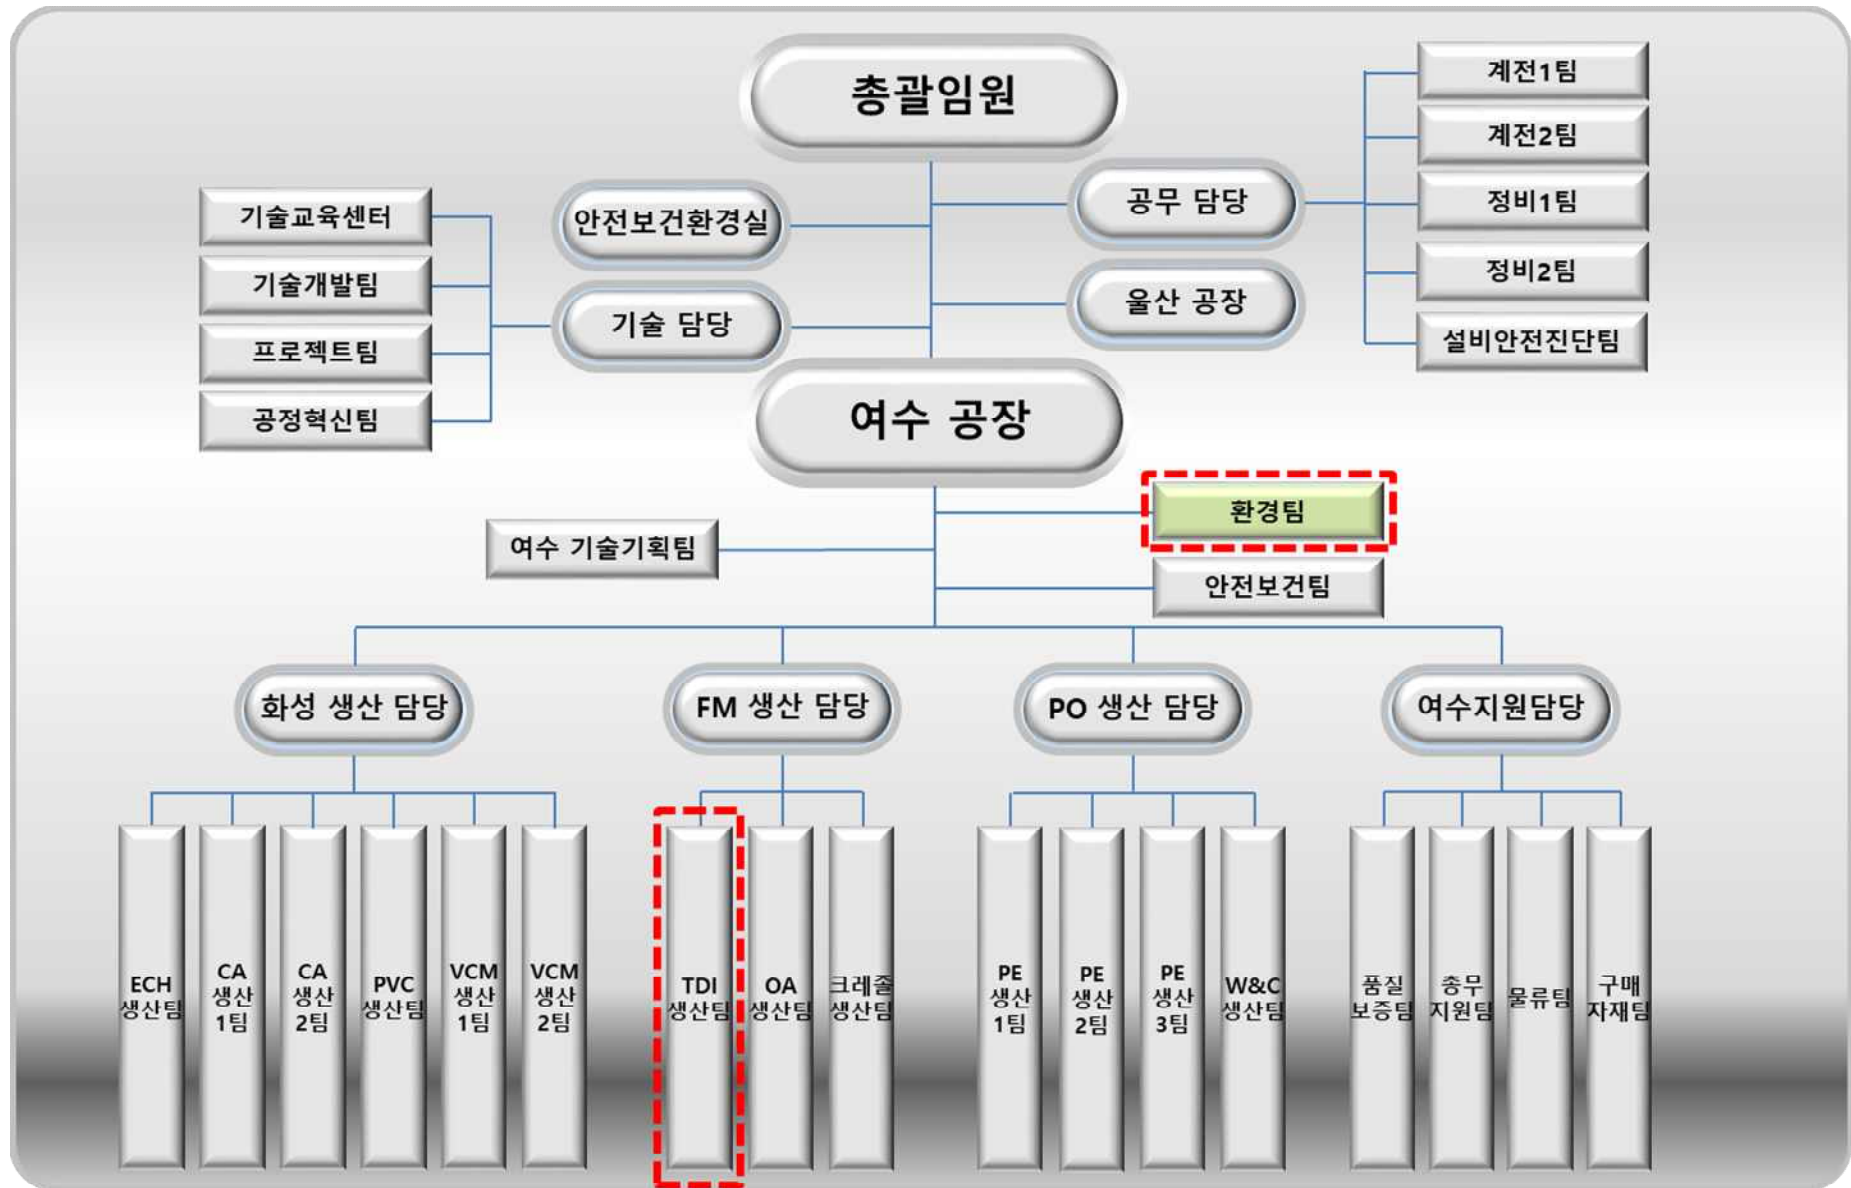 총괄임원
계전1팀
계전2팀
정비1팀
정비2팀
설비안전진단팀
공무 담당
울산 공장
안전보건환경실
기술 담당
기술교육센터
기술개발팀
프로젝트팀
공정혁신팀
여수 공장
환경팀
여수 기술기획팀
안전보건팀
화성 생산 담당
FM 생산 담당
PO 생산 담당
여수지원담당
ECH
생산팀
CA
생산
1팀
CA
생산
2팀
PVC
생산팀
VCM
생산
1팀
VCM
생산
2팀
TDI
생산팀
OA
생산팀
크레졸
생산팀
PE
생산
1팀
PE
생산
2팀
PE
생산
3팀
W&C
생산팀
품질
보증팀
총무
지원팀
물류팀
구매
자재팀